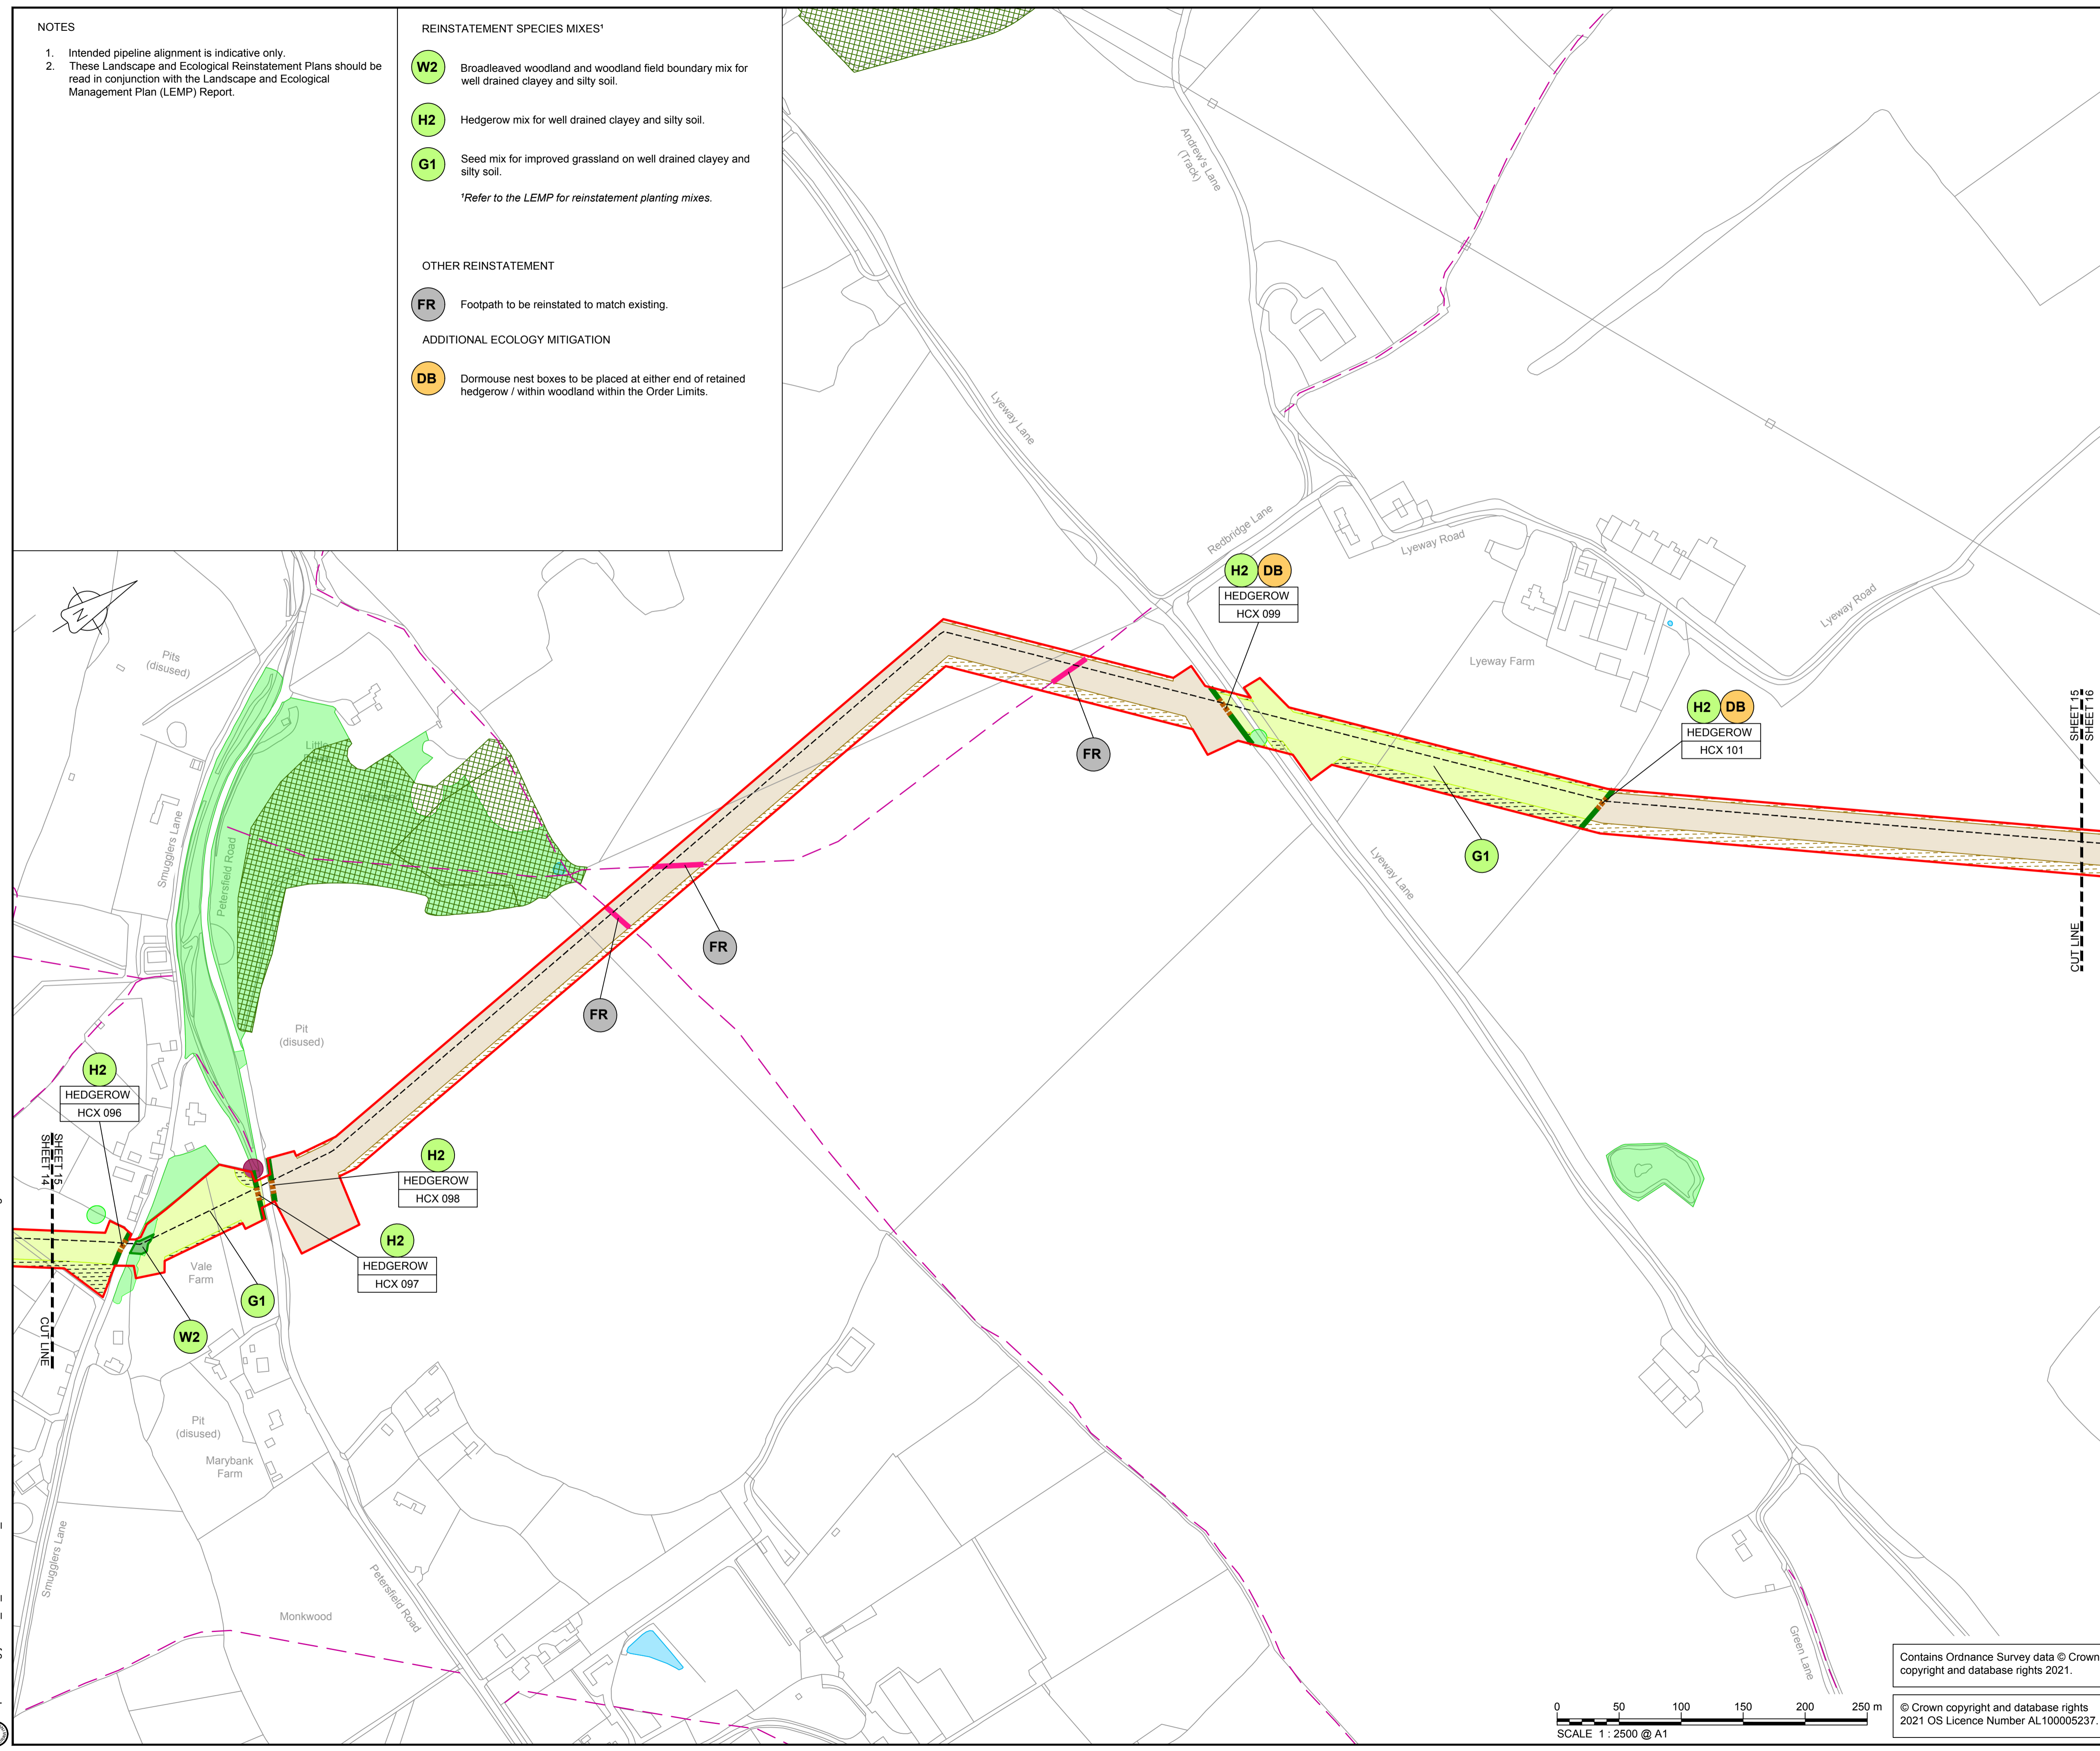 NOTES
1. Intended pipeline alignment is indicative only.
2. These Landscape and Ecological Reinstatement Plans should be
read in conjunction with the Landscape and Ecological
Management Plan (LEMP) Report.
REINSTATEMENT SPECIES MIXES¹
W2
Broadleaved woodland and woodland field boundary mix for
well drained clayey and silty soil.
H2
Hedgerow mix for well drained clayey and silty soil.
G1
Seed mix for improved grassland on well drained clayey and
silty soil.
¹Refer to the LEMP for reinstatement planting mixes.
OTHER REINSTATEMENT
FR
Footpath to be reinstated to match existing.
ADDITIONAL ECOLOGY MITIGATION
DB
Dormouse nest boxes to be placed at either end of retained
hedgerow / within woodland within the Order Limits.
Andrew's Lane
(Track)
Lyeway Lane
Redbridge Lane
Lyeway Road
H2 DB
HEDGEROW
HCX 099
Lyeway Road
Lyeway Farm
N
Pits
(disused)
H2 DB
HEDGEROW
HCX 101
SHEET 15
SHEET 16
CUT LINE
FR
Smugglers Lane
Petersfield Road
Little
G1
Lyeway Lane
FR
FR
Pit
(disused)
H2
HEDGEROW
HCX 096
SHEET 15
SHEET 14
CUT LINE
H2
HEDGEROW
HCX 098
H2
HEDGEROW
HCX 097
Vale
Farm
G1
W2
Pit
(disused)
Marybank
Farm
Smugglers Lane
Petersfield Road
Monkwood
Green Lane
0 50 100 150 200 250 m
SCALE 1 : 2500 @ A1
Contains Ordnance Survey data © Crown
copyright and database rights 2021.
© Crown copyright and database rights
2021 OS Licence Number AL100005237.